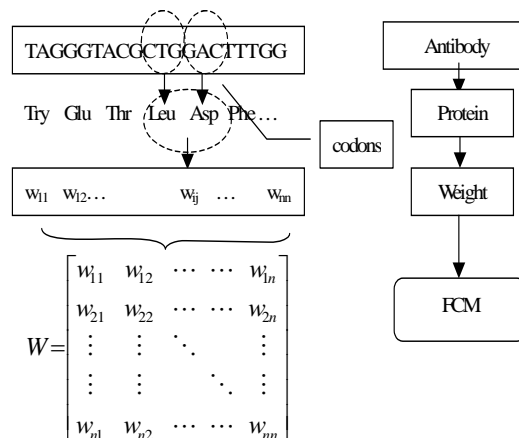 TAGGGTACGCTGGACTTTGG
Try Glu Thr Leu Asp Phe…
codons
w11 w12… wij … wnn
W=
w11 w12 ⋯ ⋯ w1n
w21 w22 ⋯ ⋯ w2n
⋮ ⋮ ⋱ ⋮
⋮ ⋮ ⋱ ⋮
wn1 wn2 ⋯ ⋯ wnn
Antibody
Protein
Weight
FCM